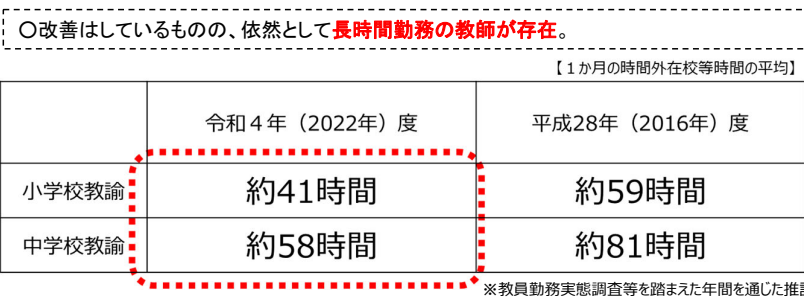 〇改善はしているものの、依然として長時間勤務の教師が存在。
【１か月の時間外在校等時間の平均】
令和４年（2022年）度 平成28年（2016年）度
小学校教諭 約41時間 約59時間
中学校教諭 約58時間 約81時間
※教員勤務実態調査等を踏まえた年間を通じた推